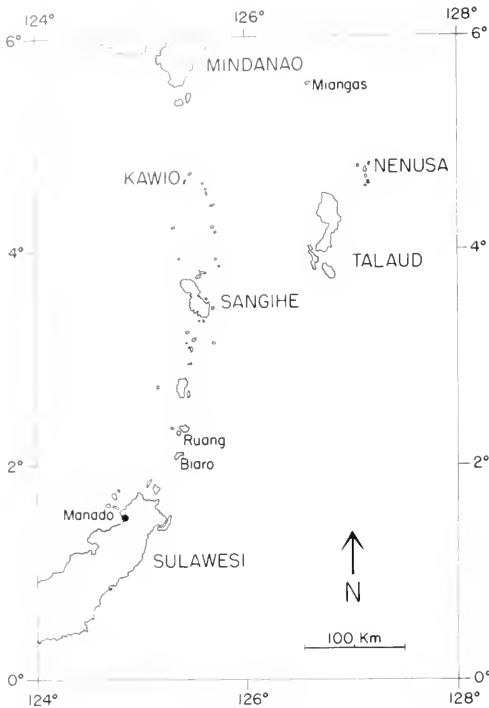 124°
126°
128°
6°
6°
MINDANAO
Miangas
NENUSA
KAWIO
4°
4°
TALAUD
SANGIHE
Ruang
2°
Biaro
2°
Manado
SULAWESI
N
100 Km
0°
0°
124°
126°
128°